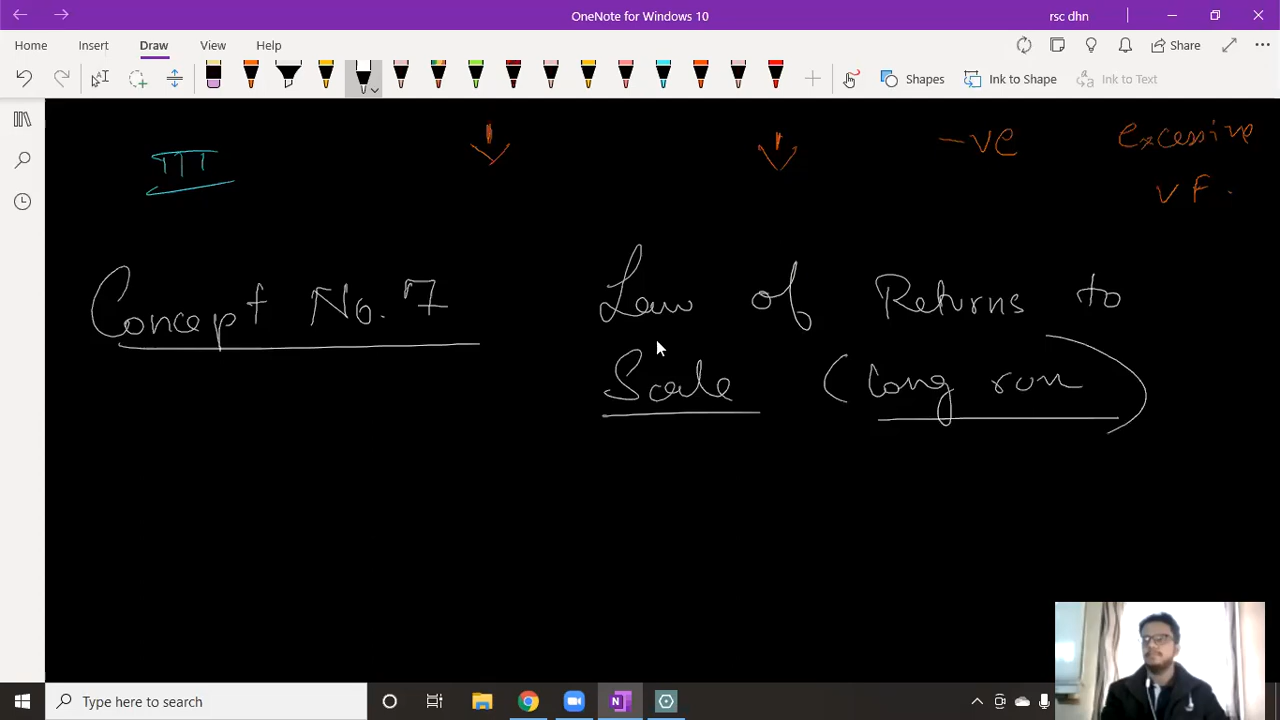 OneNote for Windows 10
rsc dhn
Home Insert Draw View Help
Share
Shapes
Ink to Shape
Ink to Text
III -ve excessive
VF.
Concept No. 7 Law of Returns to
Scale (long run)
Type here to search